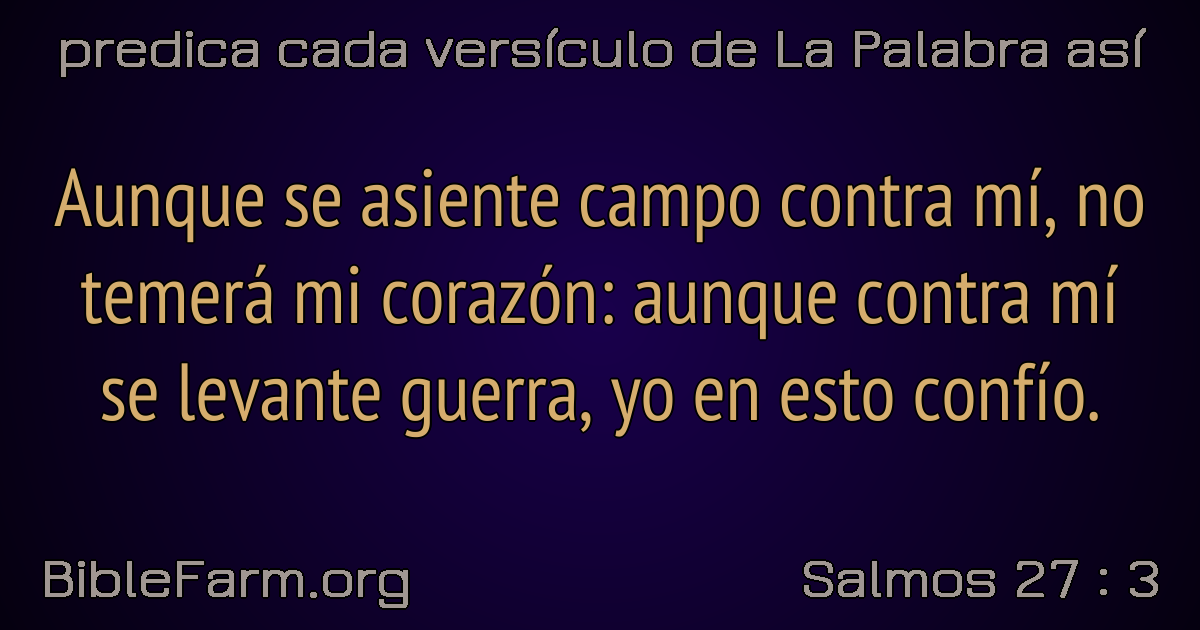 predica cada versículo de La Palabra así
Aunque se asiente campo contra mí, no
temerá mi corazón: aunque contra mí
se levante guerra, yo en esto confío.
BibleFarm.org
Salmos 27 : 3